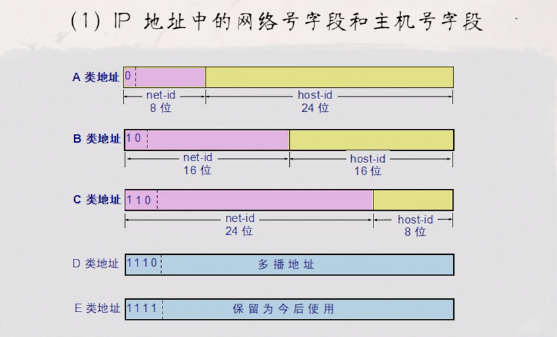 (1) IP 地址中的网络号字段和主机号字段
A 类地址 0
net-id host-id
8 位 24 位
B 类地址 10
net-id host-id
16 位 16 位
C 类地址 110
net-id host-id
24 位 8 位
D 类地址 1110 多播地址
E 类地址 1111 保留为今后使用